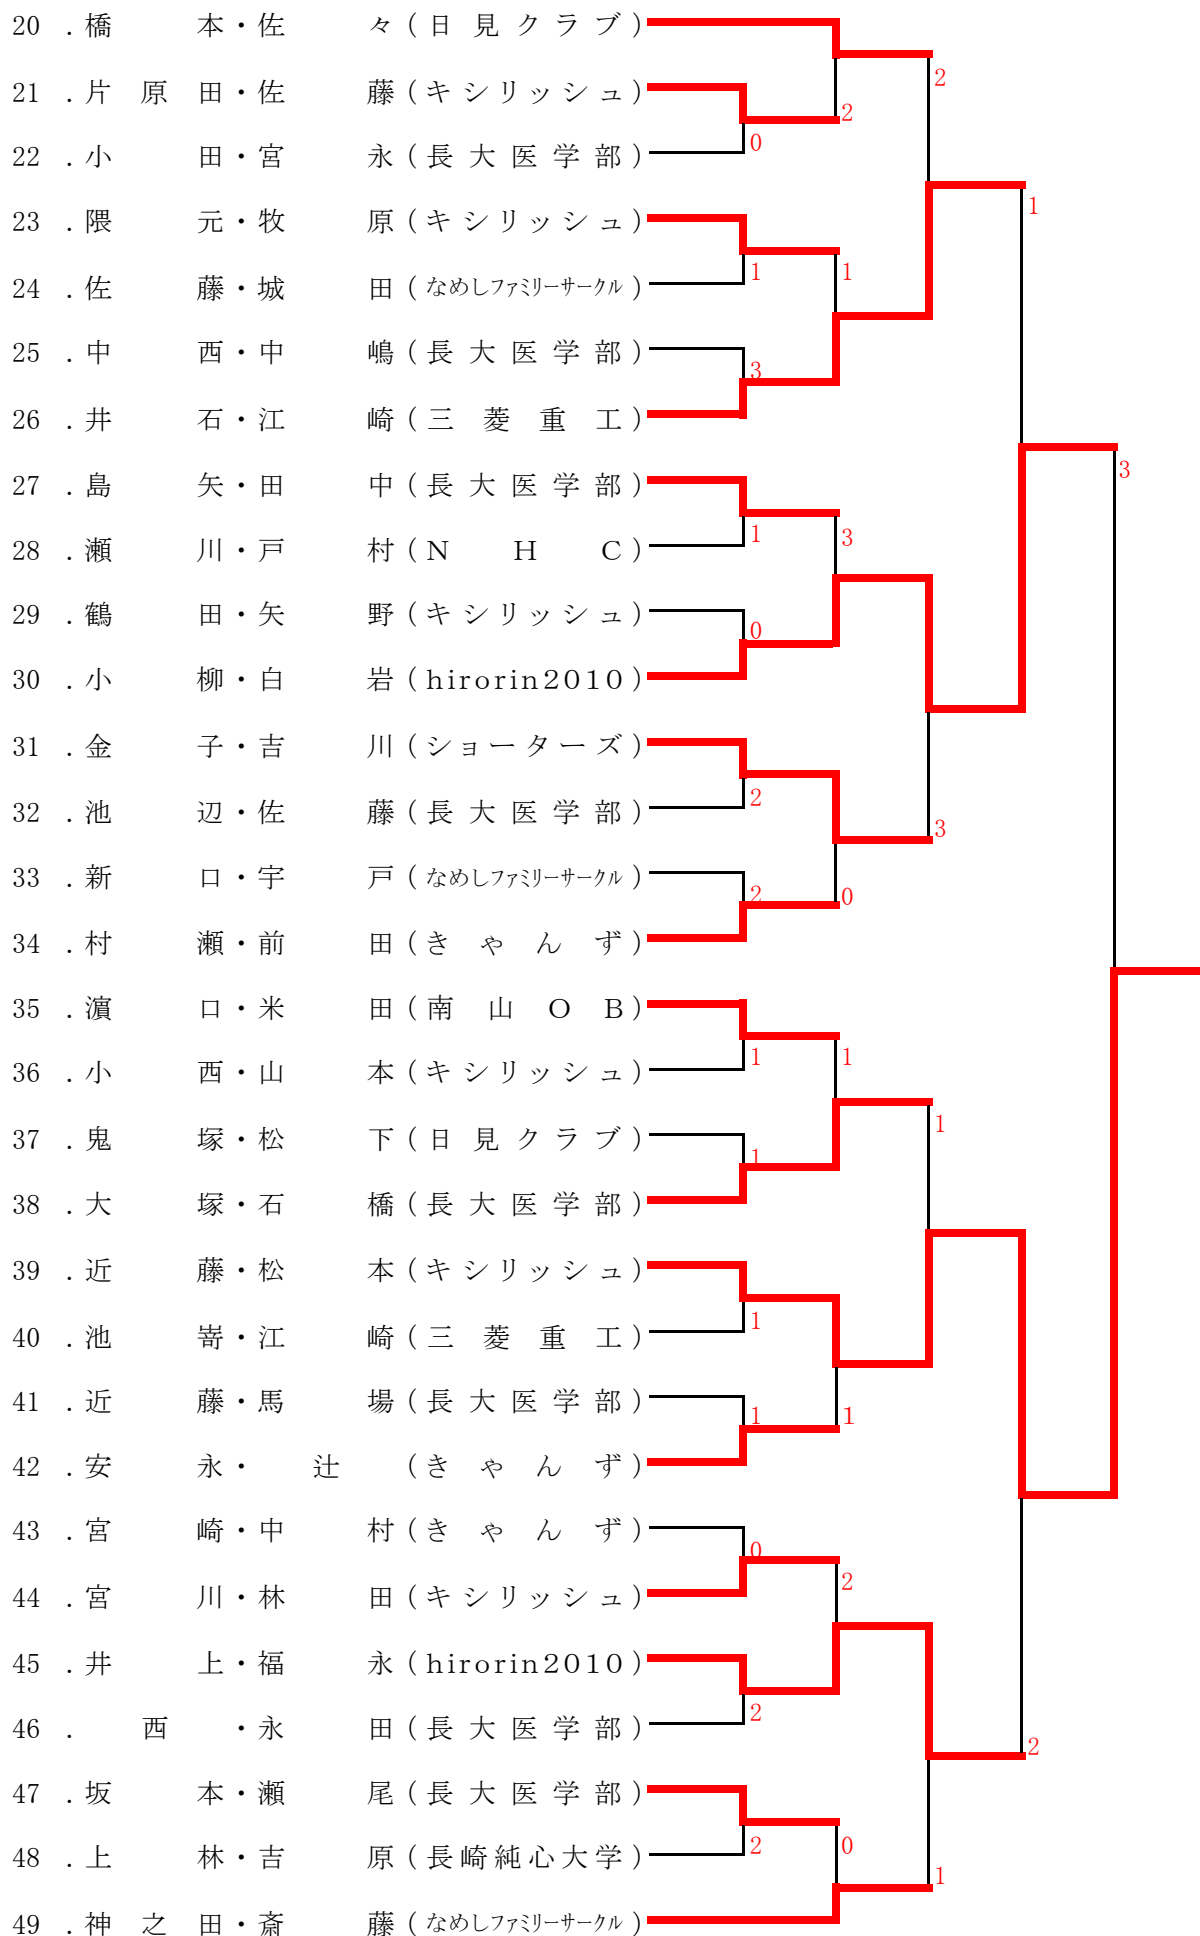 20 . 橋本・佐々 ( 日見クラブ )
2
21 . 片原田・佐藤 ( キシリッシュ )
2
0
22 . 小田・宮永 ( 長大医学部 )
1
23 . 隈元・牧原 ( キシリッシュ )
1 1
24 . 佐藤・城田 ( なめしファミリーサークル )
25 . 中西・中嶋 ( 長大医学部 )
3
26 . 井石・江崎 ( 三菱重工 )
3
27 . 島矢・田中 ( 長大医学部 )
1 3
28 . 瀬川・戸村 ( NHC )
29 . 鶴田・矢野 ( キシリッシュ )
0
30 . 小柳・白岩 ( hirorin2010 )
31 . 金子・吉川 ( ショーターズ )
2
32 . 池辺・佐藤 ( 長大医学部 )
3
33 . 新口・宇戸 ( なめしファミリーサークル )
2 0
34 . 村瀬・前田 ( きゃんず )
35 . 濵口・米田 ( 南山OB )
1 1
36 . 小西・山本 ( キシリッシュ )
1
37 . 鬼塚・松下 ( 日見クラブ )
1
38 . 大塚・石橋 ( 長大医学部 )
39 . 近藤・松本 ( キシリッシュ )
1
40 . 池嵜・江崎 ( 三菱重工 )
41 . 近藤・馬場 ( 長大医学部 )
1 1
42 . 安永・辻 ( きゃんず )
43 . 宮崎・中村 ( きゃんず )
0
2
44 . 宮川・林田 ( キシリッシュ )
45 . 井上・福永 ( hirorin2010 )
2
46 . 西・永田 ( 長大医学部 )
2
47 . 坂本・瀬尾 ( 長大医学部 )
2 0
48 . 上林・吉原 ( 長崎純心大学 )
1
49 . 神之田・斎藤 ( なめしファミリーサークル )